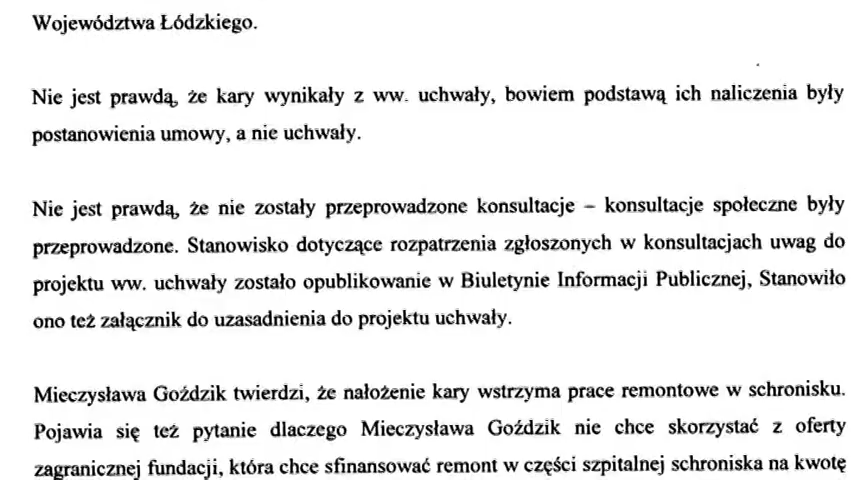 Województwa Łódzkiego.
Nie jest prawdą, że kary wynikały z ww. uchwały, bowiem podstawą ich naliczenia były
postanowienia umowy, a nie uchwały.
Nie jest prawdą, że nie zostały przeprowadzone konsultacje – konsultacje społeczne były
przeprowadzone. Stanowisko dotyczące rozpatrzenia zgłoszonych w konsultacjach uwag do
projektu ww. uchwały zostało opublikowanie w Biuletynie Informacji Publicznej, Stanowiło
ono też załącznik do uzasadnienia do projektu uchwały.
Mieczysława Goździk twierdzi, że nałożenie kary wstrzyma prace remontowe w schronisku.
Pojawia się też pytanie dlaczego Mieczysława Goździk nie chce skorzystać z oferty
zagranicznej fundacji, która chce sfinansować remont w części szpitalnej schroniska na kwotę